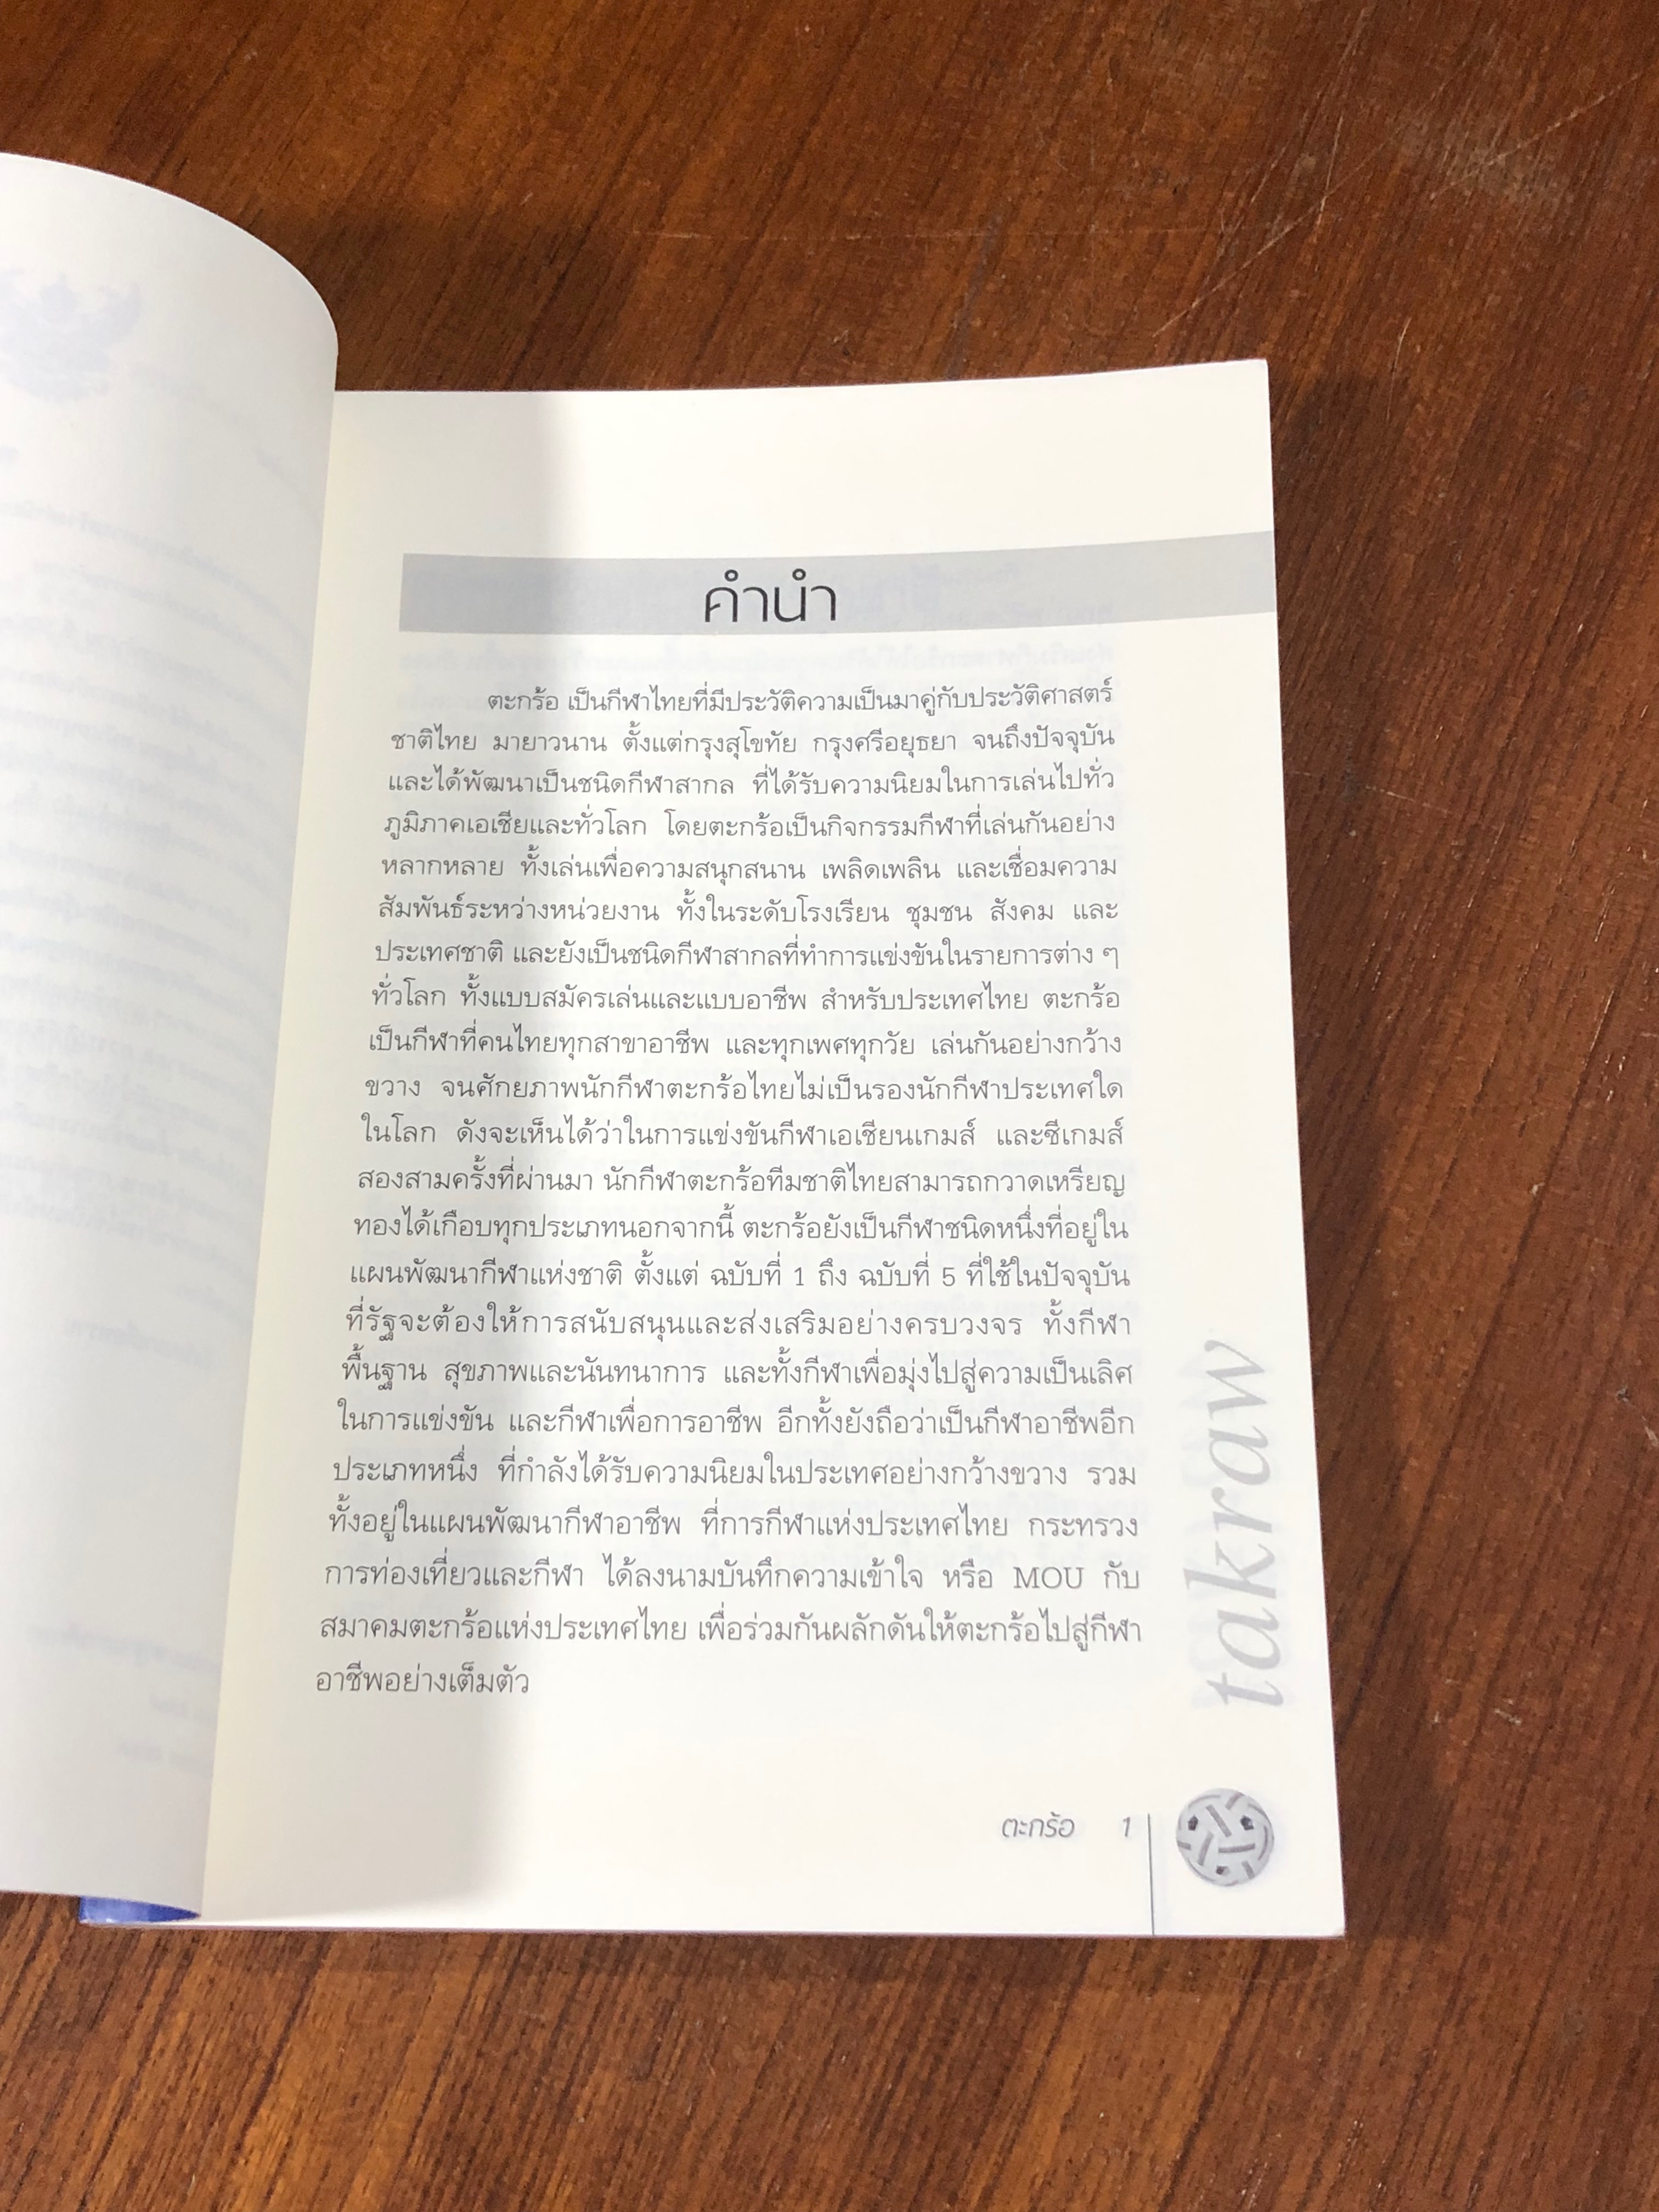 คำนำ
ตะกร้อ เป็นกีฬาไทยที่มีประวัติความเป็นมาคู่กับประวัติศาสตร์
ชาติไทย มายาวนาน ตั้งแต่กรุงสุโขทัย กรุงศรีอยุธยา จนถึงปัจจุบัน
และได้พัฒนาเป็นชนิดกีฬาสากล ที่ได้รับความนิยมในการเล่นไปทั่ว
ภูมิภาคเอเชียและทั่วโลก โดยตะกร้อเป็นกิจกรรมกีฬาที่เล่นกันอย่าง
หลากหลาย ทั้งเล่นเพื่อความสนุกสนาน เพลิดเพลิน และเชื่อมความ
สัมพันธ์ระหว่างหน่วยงาน ทั้งในระดับโรงเรียน ชุมชน สังคม และ
ประเทศชาติ และยังเป็นชนิดกีฬาสากลที่ทำการแข่งขันในรายการต่าง ๆ
ทั่วโลก ทั้งแบบสมัครเล่นและแบบอาชีพ สำหรับประเทศไทย ตะกร้อ
เป็นกีฬาที่คนไทยทุกสาขาอาชีพ และทุกเพศทุกวัย เล่นกันอย่างกว้าง
ขวาง จนศักยภาพนักกีฬาตะกร้อไทยไม่เป็นรองนักกีฬาประเทศใด
ในโลก ดังจะเห็นได้ว่าในการแข่งขันกีฬาเอเชียนเกมส์ และซีเกมส์
สองสามครั้งที่ผ่านมา นักกีฬาตะกร้อทีมชาติไทยสามารถกวาดเหรียญ
ทองได้เกือบทุกประเภทนอกจากนี้ ตะกร้อยังเป็นกีฬาชนิดหนึ่งที่อยู่ใน
แผนพัฒนากีฬาแห่งชาติ ตั้งแต่ ฉบับที่ 1 ถึง ฉบับที่ 5 ที่ใช้ในปัจจุบัน
ที่รัฐจะต้องให้การสนับสนุนและส่งเสริมอย่างครบวงจร ทั้งกีฬา
พื้นฐาน สุขภาพและนันทนาการ และทั้งกีฬาเพื่อมุ่งไปสู่ความเป็นเลิศ
ในการแข่งขัน และกีฬาเพื่อการอาชีพ อีกทั้งยังถือว่าเป็นกีฬาอาชีพอีก
ประเภทหนึ่ง ที่กำลังได้รับความนิยมในประเทศอย่างกว้างขวาง รวม
ทั้งอยู่ในแผนพัฒนากีฬาอาชีพ ที่การกีฬาแห่งประเทศไทย กระทรวง
การท่องเที่ยวและกีฬา ได้ลงนามบันทึกความเข้าใจ หรือ MOU กับ
สมาคมตะกร้อแห่งประเทศไทย เพื่อร่วมกันผลักดันให้ตะกร้อไปสู่กีฬา
อาชีพอย่างเต็มตัว
takraw
ตะกร้อ 1